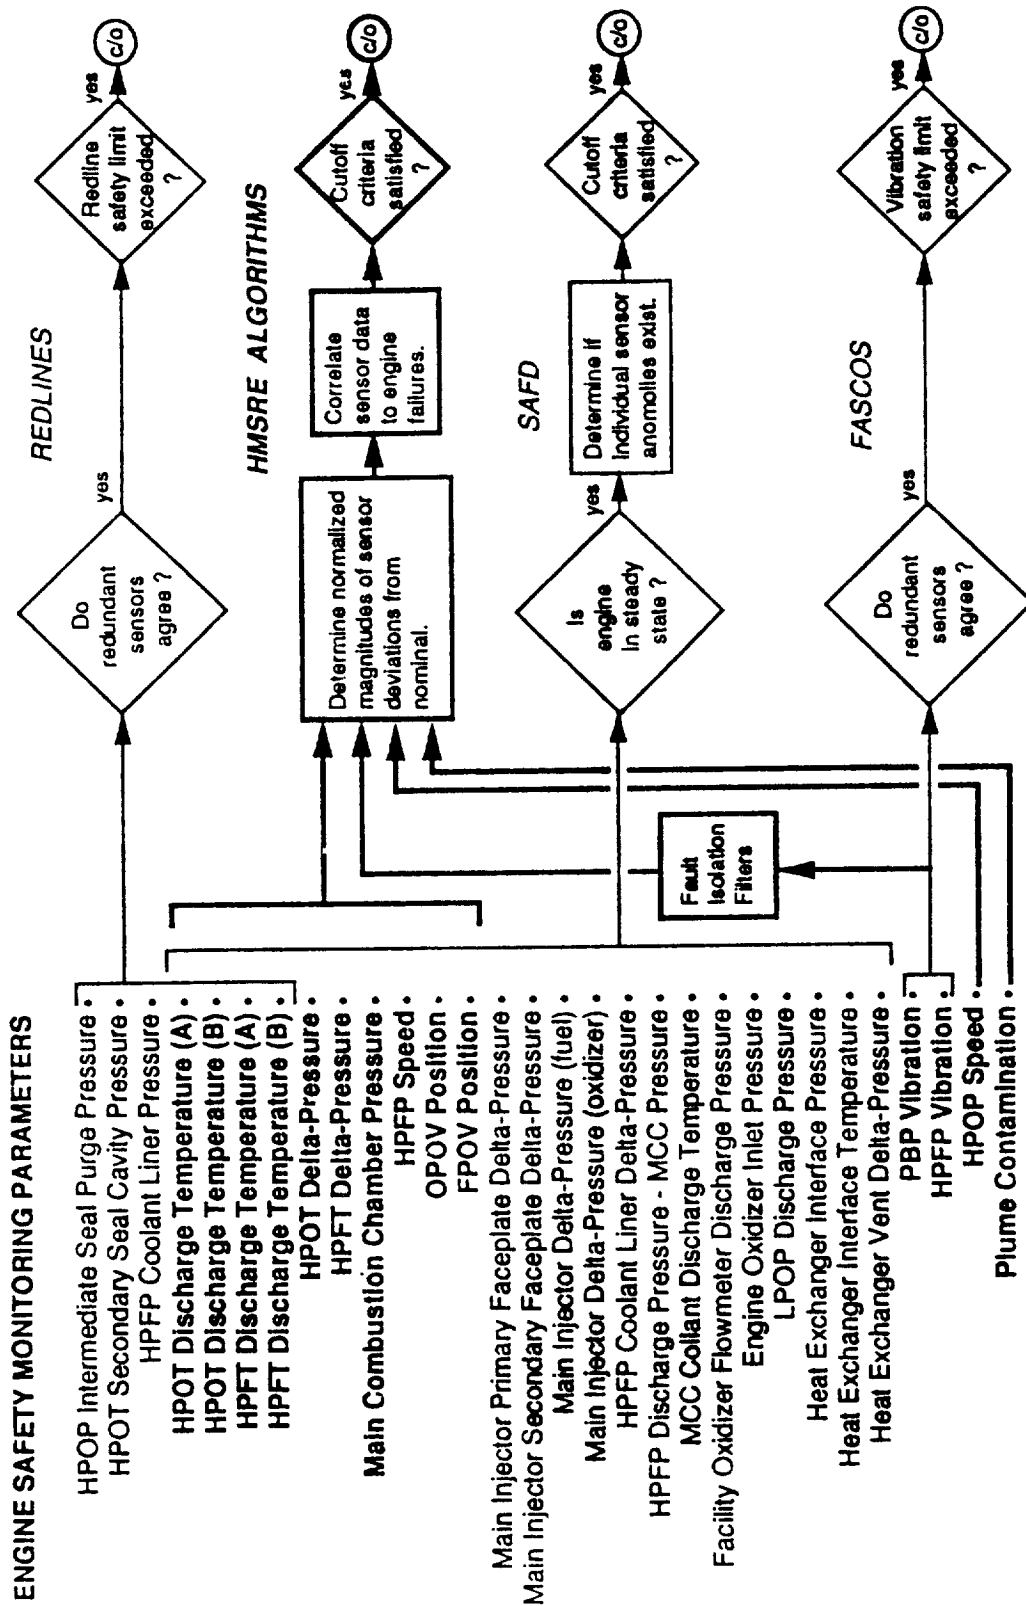 ENGINE SAFETY MONITORING PARAMETERS
HPOP Intermediate Seal Purge Pressure •
HPOT Secondary Seal Cavity Pressure •
HPFP Coolant Liner Pressure •
HPOT Discharge Temperature (A) •
HPOT Discharge Temperature (B) •
HPFT Discharge Temperature (A) •
HPFT Discharge Temperature (B) •
HPOT Delta-Pressure •
HPFT Delta-Pressure •
Main Combustion Chamber Pressure •
HPFP Speed •
OPOV Position •
FPOV Position •
Main Injector Primary Faceplate Delta-Pressure •
Main Injector Secondary Faceplate Delta-Pressure •
Main Injector Delta-Pressure (fuel) •
Main Injector Delta-Pressure (oxidizer) •
HPFP Coolant Liner Delta-Pressure •
HPFP Discharge Pressure - MCC Pressure •
MCC Collant Discharge Temperature •
Facility Oxidizer Flowmeter Discharge Pressure •
Engine Oxidizer Inlet Pressure •
LPOP Discharge Pressure •
Heat Exchanger Interface Pressure •
Heat Exchanger Interface Temperature •
Heat Exchanger Vent Delta-Pressure •
PBP Vibration •
HPFP Vibration •
HPOP Speed •
Plume Contamination •
REDLINES
Do
redundant
sensors
agree ?
yes
Redline
safety limit
exceeded
?
yes
c/o
HMSRE ALGORITHMS
Determine normalized
magnitudes of sensor
deviations from
nominal.
Correlate
sensor data
to engine
failures.
Cutoff
criteria
satisfied
?
yes
c/o
Fault
Isolation
Filters
SAFD
Is
engine
in steady
state ?
yes
Determine if
individual sensor
anomolies exist.
Cutoff
criteria
satisfied
?
yes
c/o
FASCOS
Do
redundant
sensors
agree ?
yes
Vibration
safety limit
exceeded
?
yes
c/o